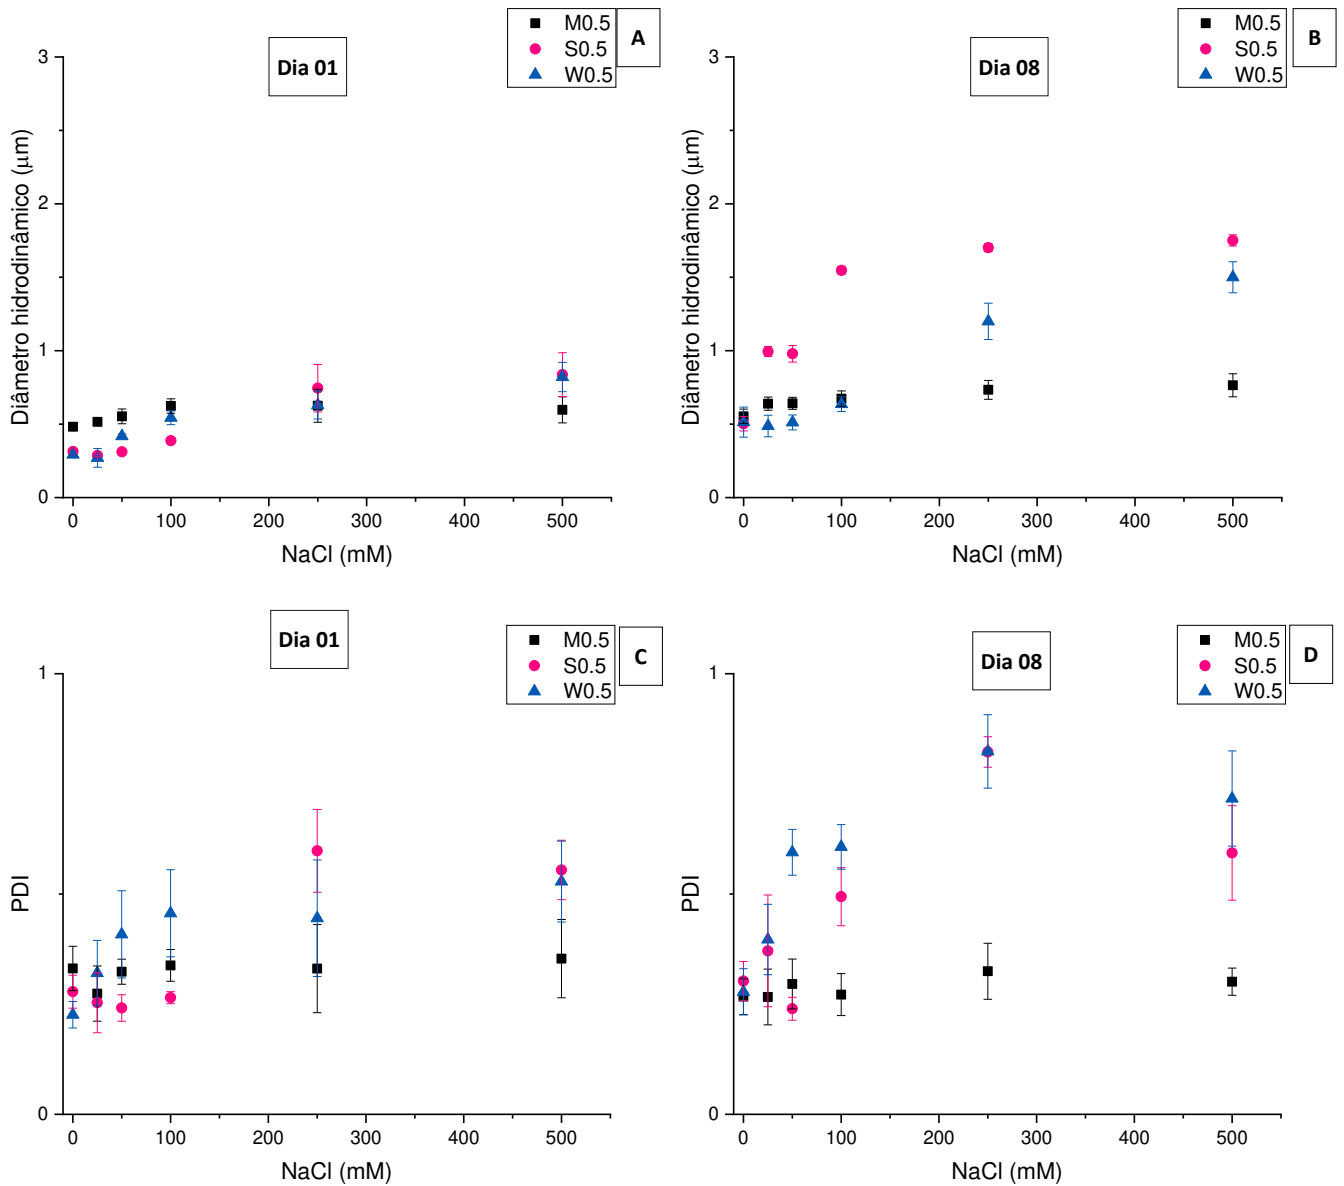 M0.5
S0.5
W0.5
A
Dia 01
3
2
1
0
Diâmetro hidrodinâmico (μm)
0
100
200
300
400
500
NaCl (mM)
M0.5
S0.5
W0.5
B
Dia 08
3
2
1
0
Diâmetro hidrodinâmico (μm)
0
100
200
300
400
500
NaCl (mM)
M0.5
S0.5
W0.5
C
Dia 01
1
0
PDI
0
100
200
300
400
500
NaCl (mM)
M0.5
S0.5
W0.5
D
Dia 08
1
0
PDI
0
100
200
300
400
500
NaCl (mM)